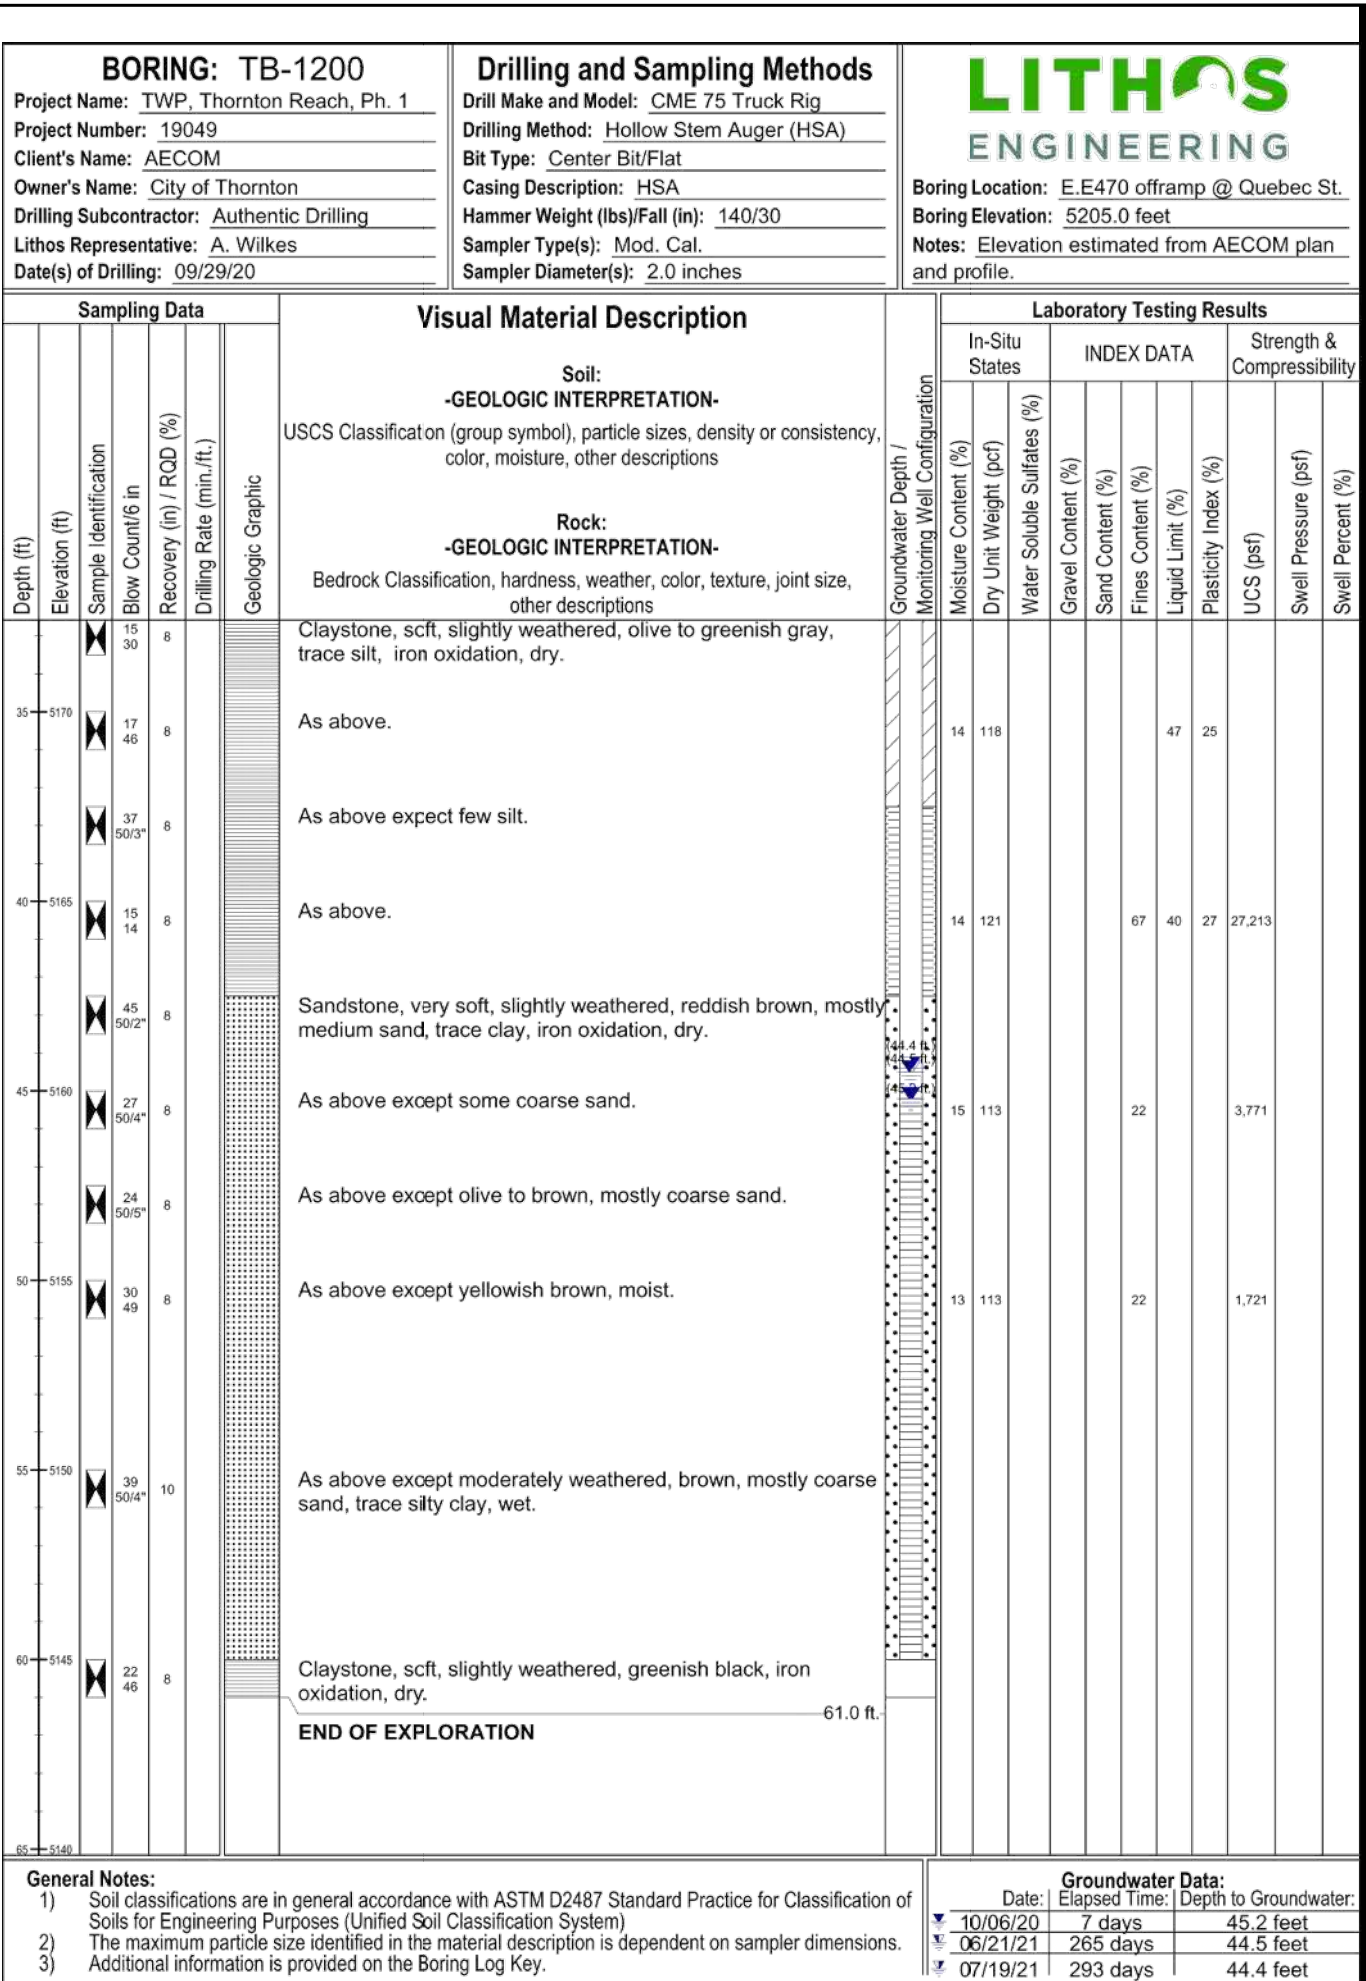 BORING: TB-1200
Project Name: TWP, Thornton Reach, Ph. 1
Project Number: 19049
Client's Name: AECOM
Owner's Name: City of Thornton
Drilling Subcontractor: Authentic Drilling
Lithos Representative: A. Wilkes
Date(s) of Drilling: 09/29/20
Drilling and Sampling Methods
Drill Make and Model: CME 75 Truck Rig
Drilling Method: Hollow Stem Auger (HSA)
Bit Type: Center Bit/Flat
Casing Description: HSA
Hammer Weight (lbs)/Fall (in): 140/30
Sampler Type(s): Mod. Cal.
Sampler Diameter(s): 2.0 inches
LITHOS
ENGINEERING
Boring Location: E.E470 offramp @ Quebec St.
Boring Elevation: 5205.0 feet
Notes: Elevation estimated from AECOM plan
and profile.
Sampling Data
Depth (ft)
Elevation (ft)
Sample Identification
Blow Count/6 in
Recovery (in) / RQD (%)
Drilling Rate (min./ft.)
Geologic Graphic
Visual Material Description
Soil:
-GEOLOGIC INTERPRETATION-
USCS Classification (group symbol), particle sizes, density or consistency,
color, moisture, other descriptions
Rock:
-GEOLOGIC INTERPRETATION-
Bedrock Classification, hardness, weather, color, texture, joint size,
other descriptions
Groundwater Depth /
Monitoring Well Configuration
Laboratory Testing Results
In-Situ
States
INDEX DATA
Strength &
Compressibility
Moisture Content (%)
Dry Unit Weight (pcf)
Water Soluble Sulfates (%)
Gravel Content (%)
Sand Content (%)
Fines Content (%)
Liquid Limit (%)
Plasticity Index (%)
UCS (psf)
Swell Pressure (psf)
Swell Percent (%)
15
30
8
Claystone, soft, slightly weathered, olive to greenish gray,
trace silt, iron oxidation, dry.
35 5170
17
46
8
As above.
14 118 47 25
37
50/3"
8
As above expect few silt.
40 5165
15
14
8
As above.
14 121 67 40 27 27,213
45
50/2"
8
Sandstone, very soft, slightly weathered, reddish brown, mostly
medium sand, trace clay, iron oxidation, dry.
(44.4 ft.)
(44.5 ft.)
(45.2 ft.)
45 5160
27
50/4"
8
As above except some coarse sand.
15 113 22 3,771
24
50/5"
8
As above except olive to brown, mostly coarse sand.
50 5155
30
49
8
As above except yellowish brown, moist.
13 113 22 1,721
55 5150
39
50/4"
10
As above except moderately weathered, brown, mostly coarse
sand, trace silty clay, wet.
60 5145
22
46
8
Claystone, soft, slightly weathered, greenish black, iron
oxidation, dry.
61.0 ft.
END OF EXPLORATION
65 5140
General Notes:
1) Soil classifications are in general accordance with ASTM D2487 Standard Practice for Classification of
Soils for Engineering Purposes (Unified Soil Classification System)
2) The maximum particle size identified in the material description is dependent on sampler dimensions.
3) Additional information is provided on the Boring Log Key.
Groundwater Data:
Date: Elapsed Time: Depth to Groundwater:
10/06/20 7 days 45.2 feet
06/21/21 265 days 44.5 feet
07/19/21 293 days 44.4 feet